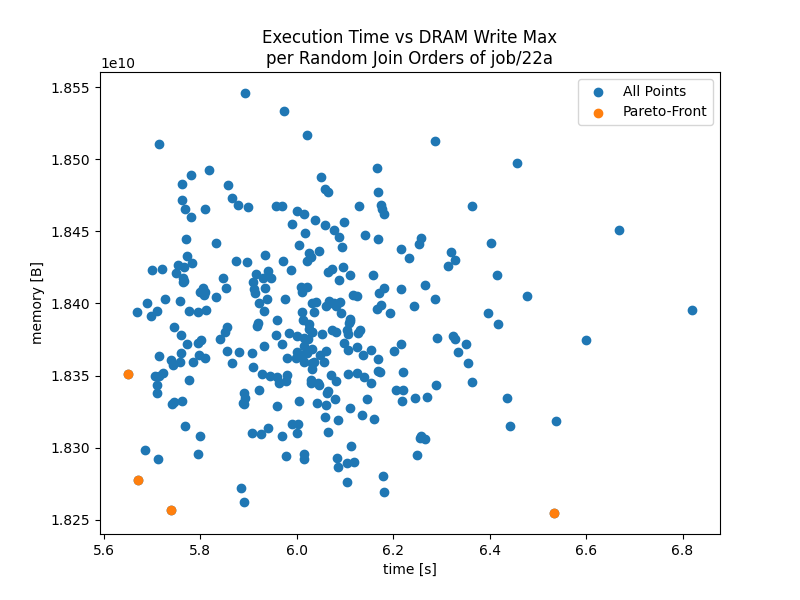 Execution Time vs DRAM Write Max
per Random Join Orders of job/22a
1e10
All Points
Pareto-Front
1.855
1.850
1.845
1.840
1.835
1.830
1.825
memory [B]
5.6 5.8 6.0 6.2 6.4 6.6 6.8
time [s]